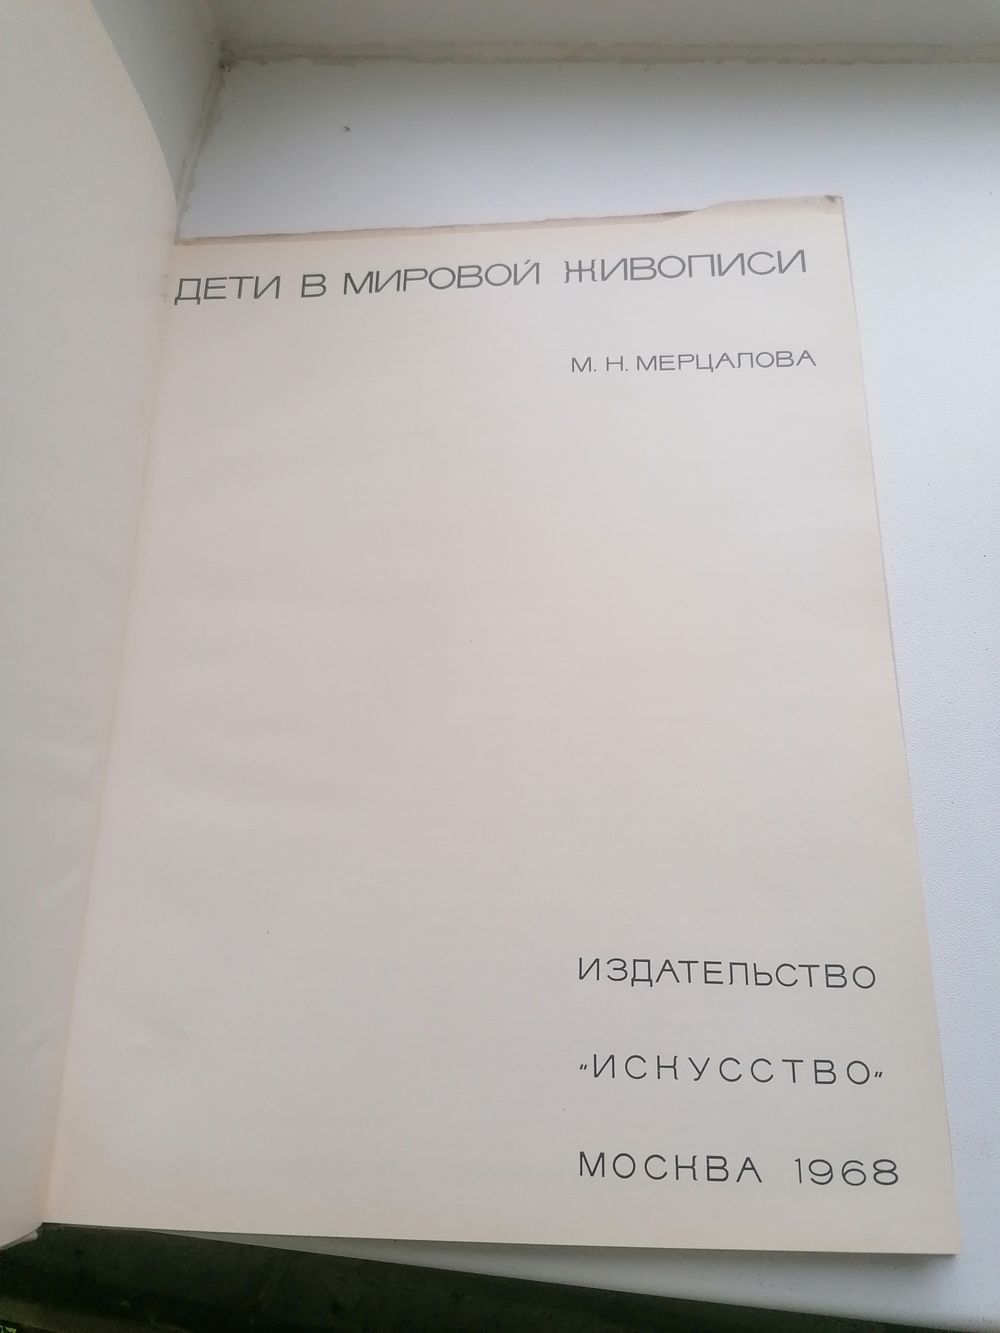 ДЕТИ В МИРОВОЙ ЖИВОПИСИ
М. Н. МЕРЦАЛОВА
ИЗДАТЕЛЬСТВО
„ИСКУССТВО"
МОСКВА 1968